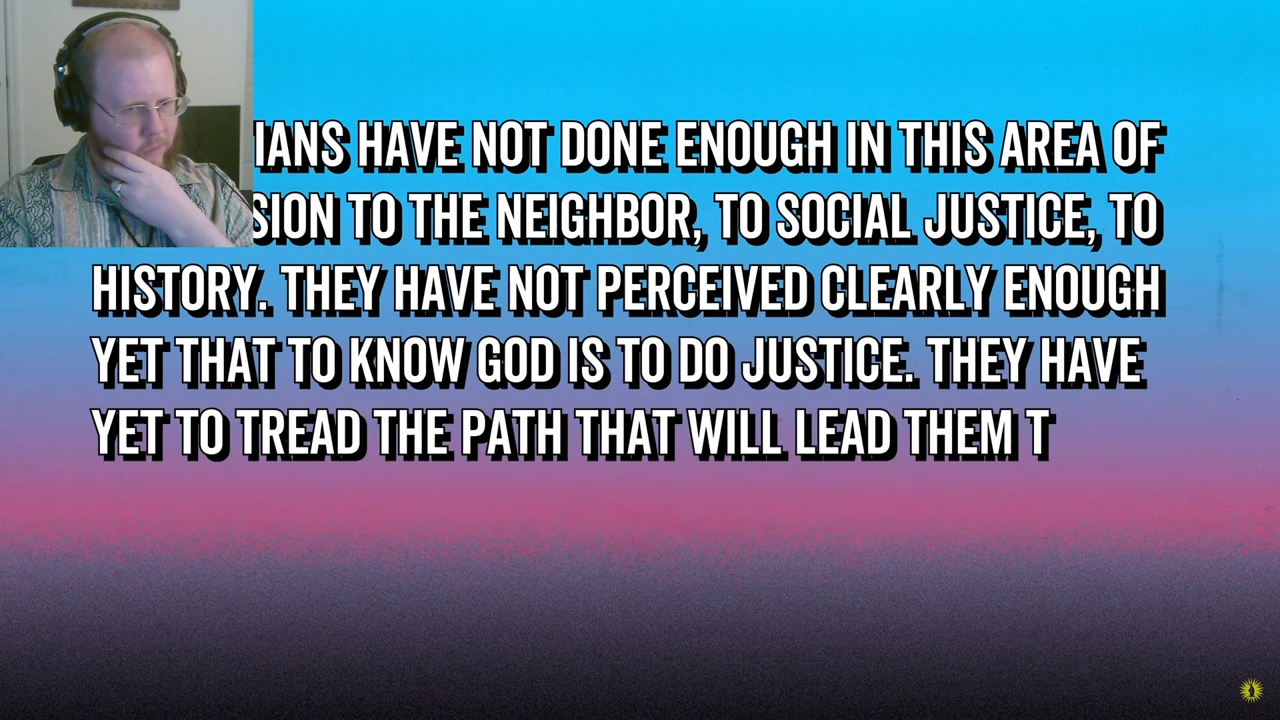 IANS HAVE NOT DONE ENOUGH IN THIS AREA OF
SION TO THE NEIGHBOR, TO SOCIAL JUSTICE, TO
HISTORY. THEY HAVE NOT PERCEIVED CLEARLY ENOUGH
YET THAT TO KNOW GOD IS TO DO JUSTICE. THEY HAVE
YET TO TREAD THE PATH THAT WILL LEAD THEM T